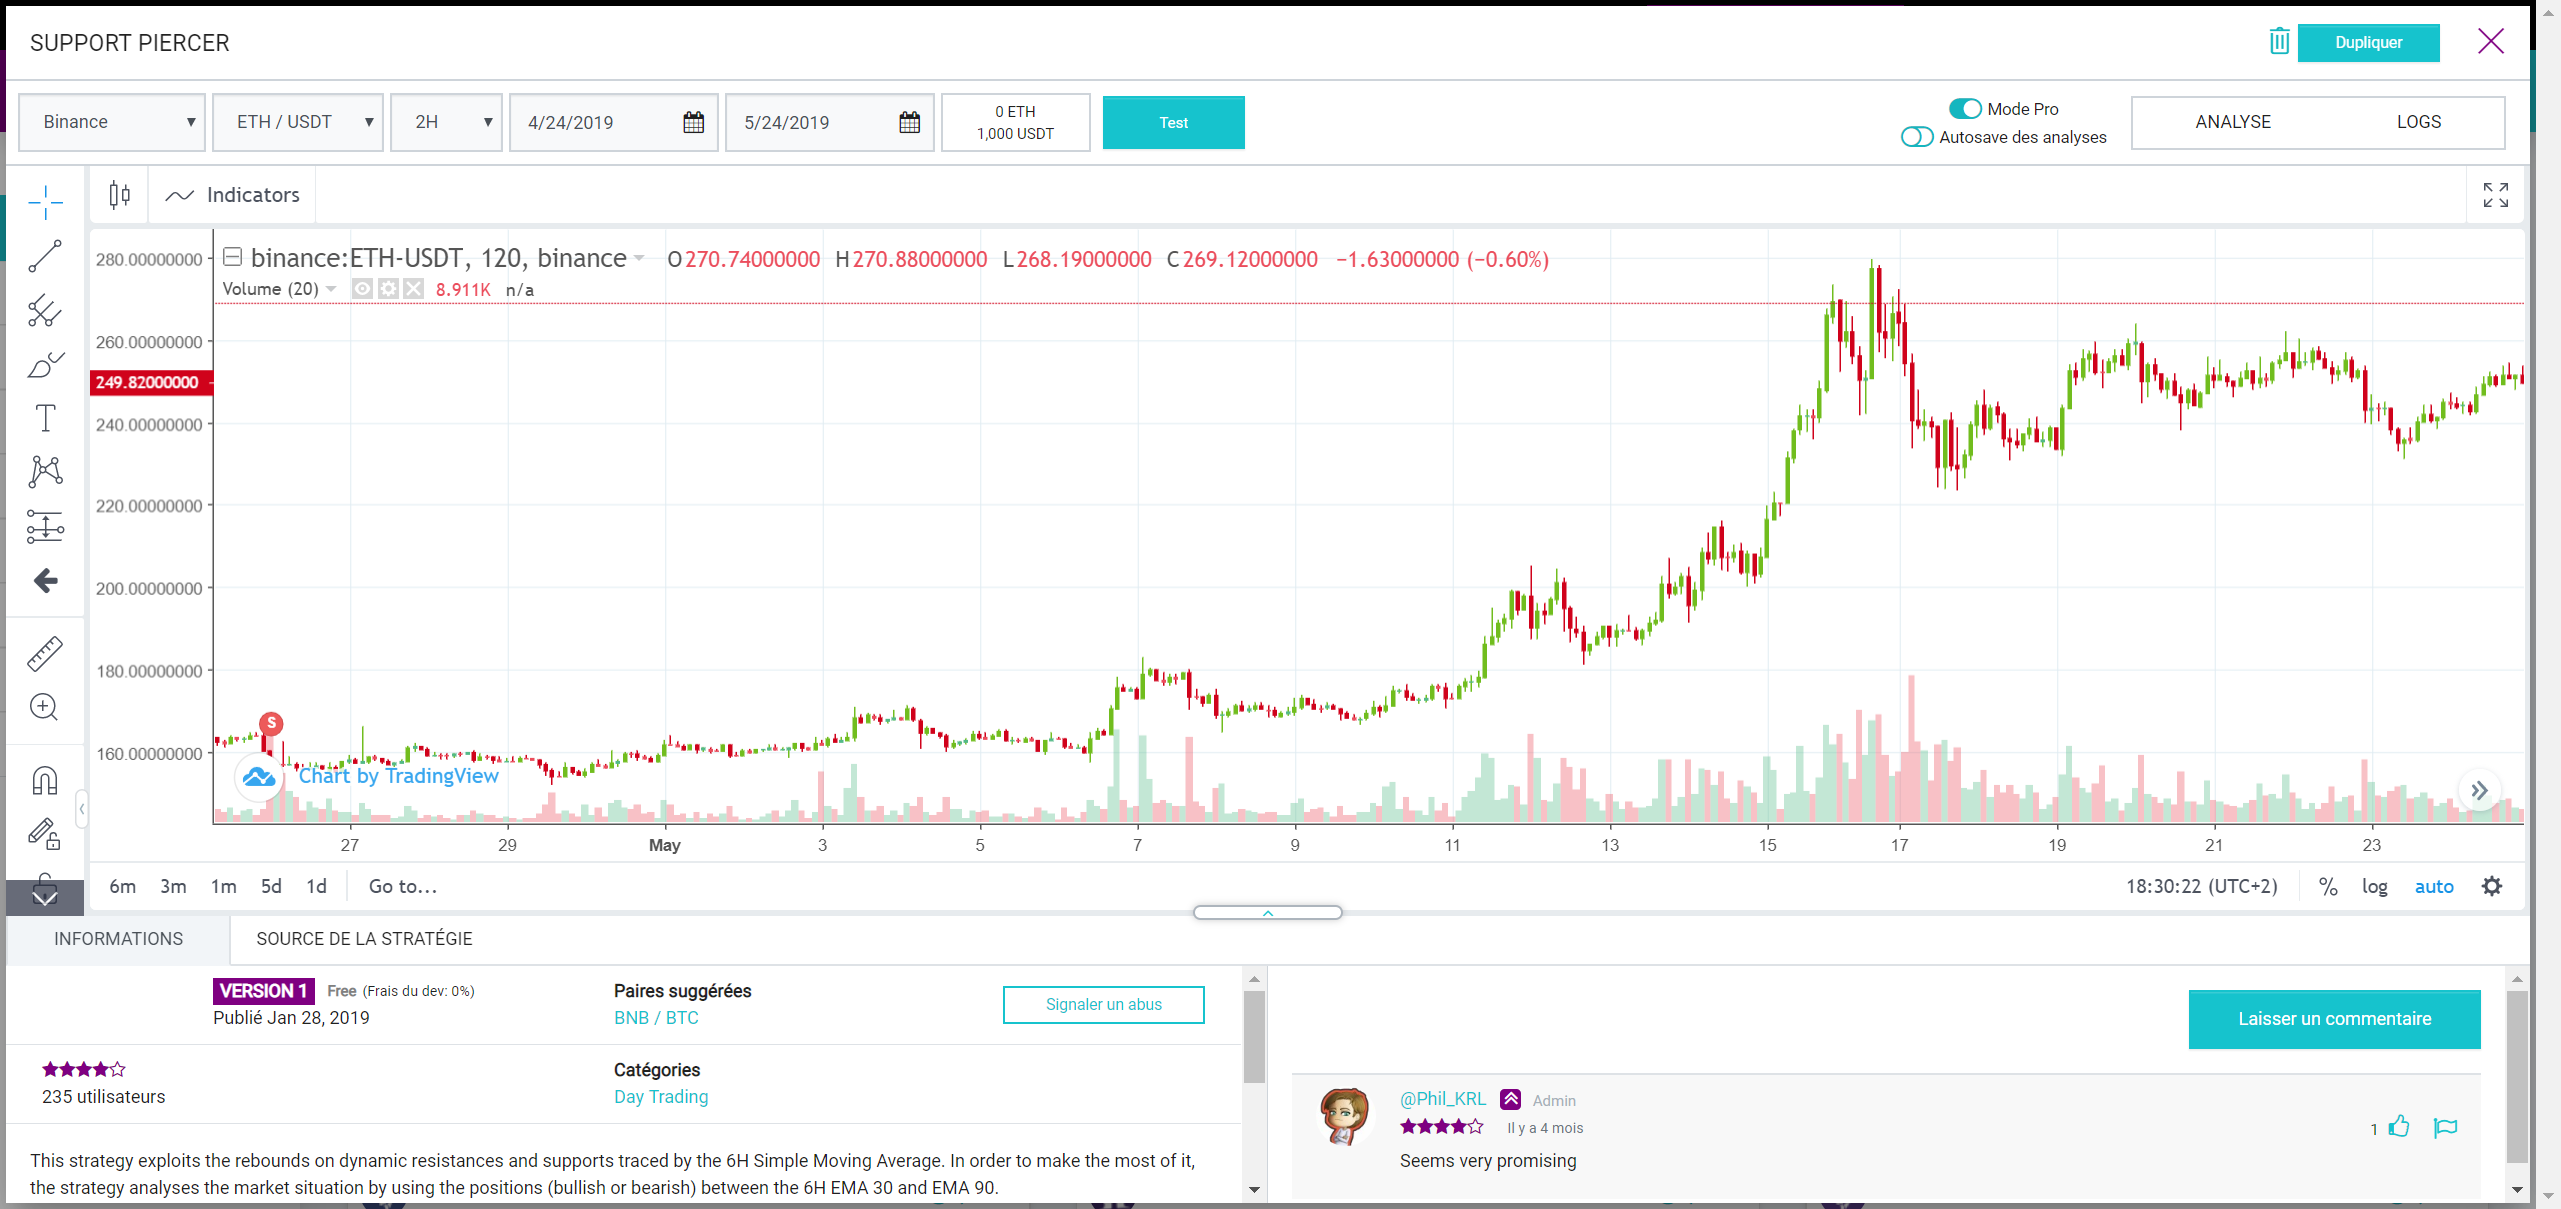 SUPPORT PIERCER
Dupliquer
Binance
ETH / USDT
2H
4/24/2019
5/24/2019
0 ETH
1,000 USDT
Test
Mode Pro
Autosave des analyses
ANALYSE
LOGS
Indicators
binance:ETH-USDT, 120, binance
O270.74000000 H270.88000000 L268.19000000 C269.12000000 −1.63000000 (−0.60%)
Volume (20)
8.911K n/a
280.00000000
260.00000000
249.82000000
240.00000000
220.00000000
200.00000000
180.00000000
160.00000000
S
Chart by TradingView
27 29 May 3 5 7 9 11 13 15 17 19 21 23
6m 3m 1m 5d 1d Go to...
18:30:22 (UTC+2) % log auto
INFORMATIONS
SOURCE DE LA STRATÉGIE
VERSION 1 Free (Frais du dev: 0%)
Publié Jan 28, 2019
Paires suggérées
BNB / BTC
Signaler un abus
235 utilisateurs
Catégories
Day Trading
This strategy exploits the rebounds on dynamic resistances and supports traced by the 6H Simple Moving Average. In order to make the most of it,
the strategy analyses the market situation by using the positions (bullish or bearish) between the 6H EMA 30 and EMA 90.
Laisser un commentaire
@Phil_KRL Admin
Il y a 4 mois
1
Seems very promising